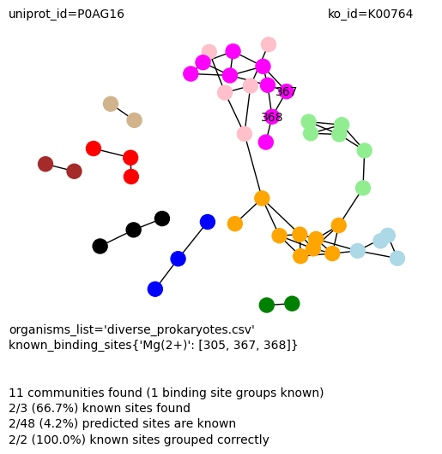 uniprot_id=P0AG16
ko_id=K00764
367
368
organisms_list='diverse_prokaryotes.csv'
known_binding_sites{'Mg(2+)': [305, 367, 368]}
11 communities found (1 binding site groups known)
2/3 (66.7%) known sites found
2/48 (4.2%) predicted sites are known
2/2 (100.0%) known sites grouped correctly